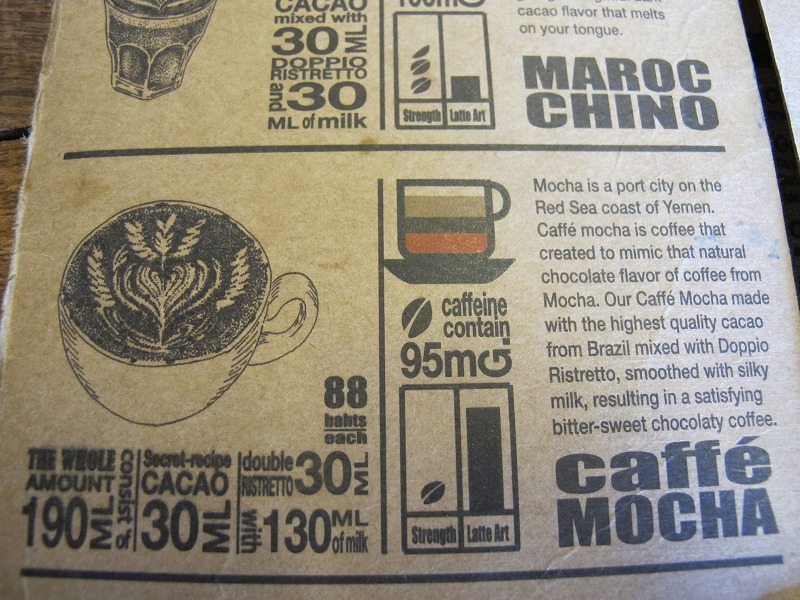 CACAO
mixed with
30 ML
DOPPIO
RISTRETTO
and 30
ML of milk
Strength Latte Art
cacao flavor that melts
on your tongue.
MAROC
CHINO
88
bahts
each
THE WHOLE
AMOUNT
190 ML
consist of
Secret-recipe
CACAO
30 ML
double
RISTRETTO 30 ML
with 130 ML
of milk
caffeine
contain
95mG.
Strength Latte Art
Mocha is a port city on the
Red Sea coast of Yemen.
Caffé mocha is coffee that
created to mimic that natural
chocolate flavor of coffee from
Mocha. Our Caffé Mocha made
with the highest quality cacao
from Brazil mixed with Doppio
Ristretto, smoothed with silky
milk, resulting in a satisfying
bitter-sweet chocolaty coffee.
caffé
MOCHA